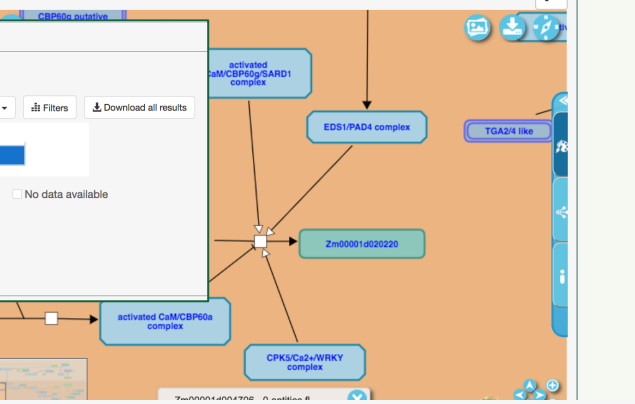 CBP60g putative
activated
CaM/CBP60g/SARD1
complex
Filters
Download all results
EDS1/PAD4 complex
TGA2/4 like
No data available
Zm00001d020220
activated CaM/CBP60a
complex
CPK5/Ca2+/WRKY
complex